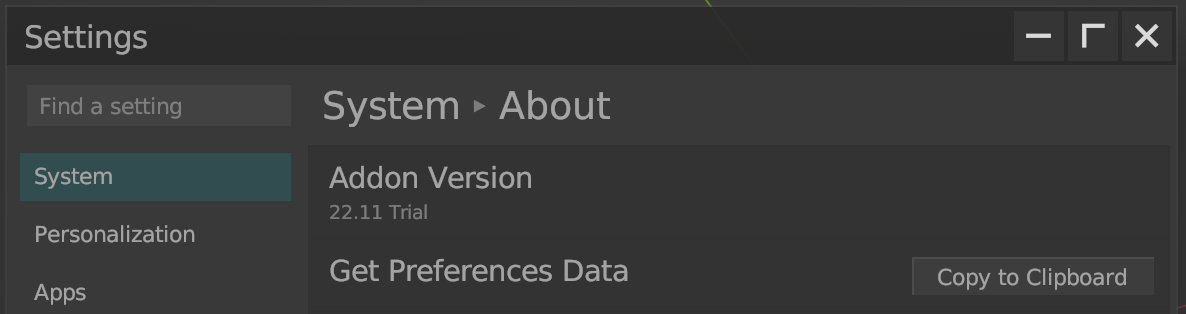 Settings
Find a setting
System ▸ About
System
Addon Version
22.11 Trial
Personalization
Get Preferences Data
Copy to Clipboard
Apps